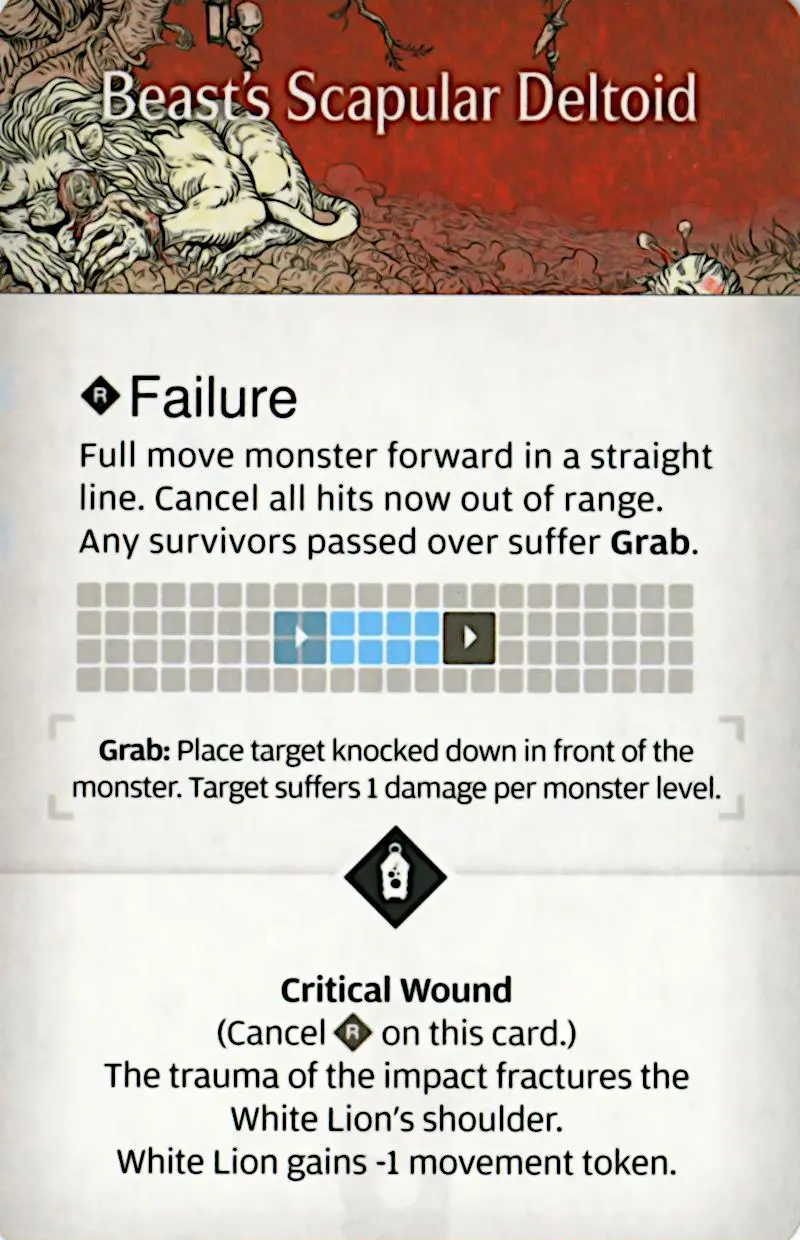 Beast's Scapular Deltoid
R Failure
Full move monster forward in a straight
line. Cancel all hits now out of range.
Any survivors passed over suffer Grab.
Grab: Place target knocked down in front of the
monster. Target suffers 1 damage per monster level.
Critical Wound
(Cancel R on this card.)
The trauma of the impact fractures the
White Lion's shoulder.
White Lion gains -1 movement token.